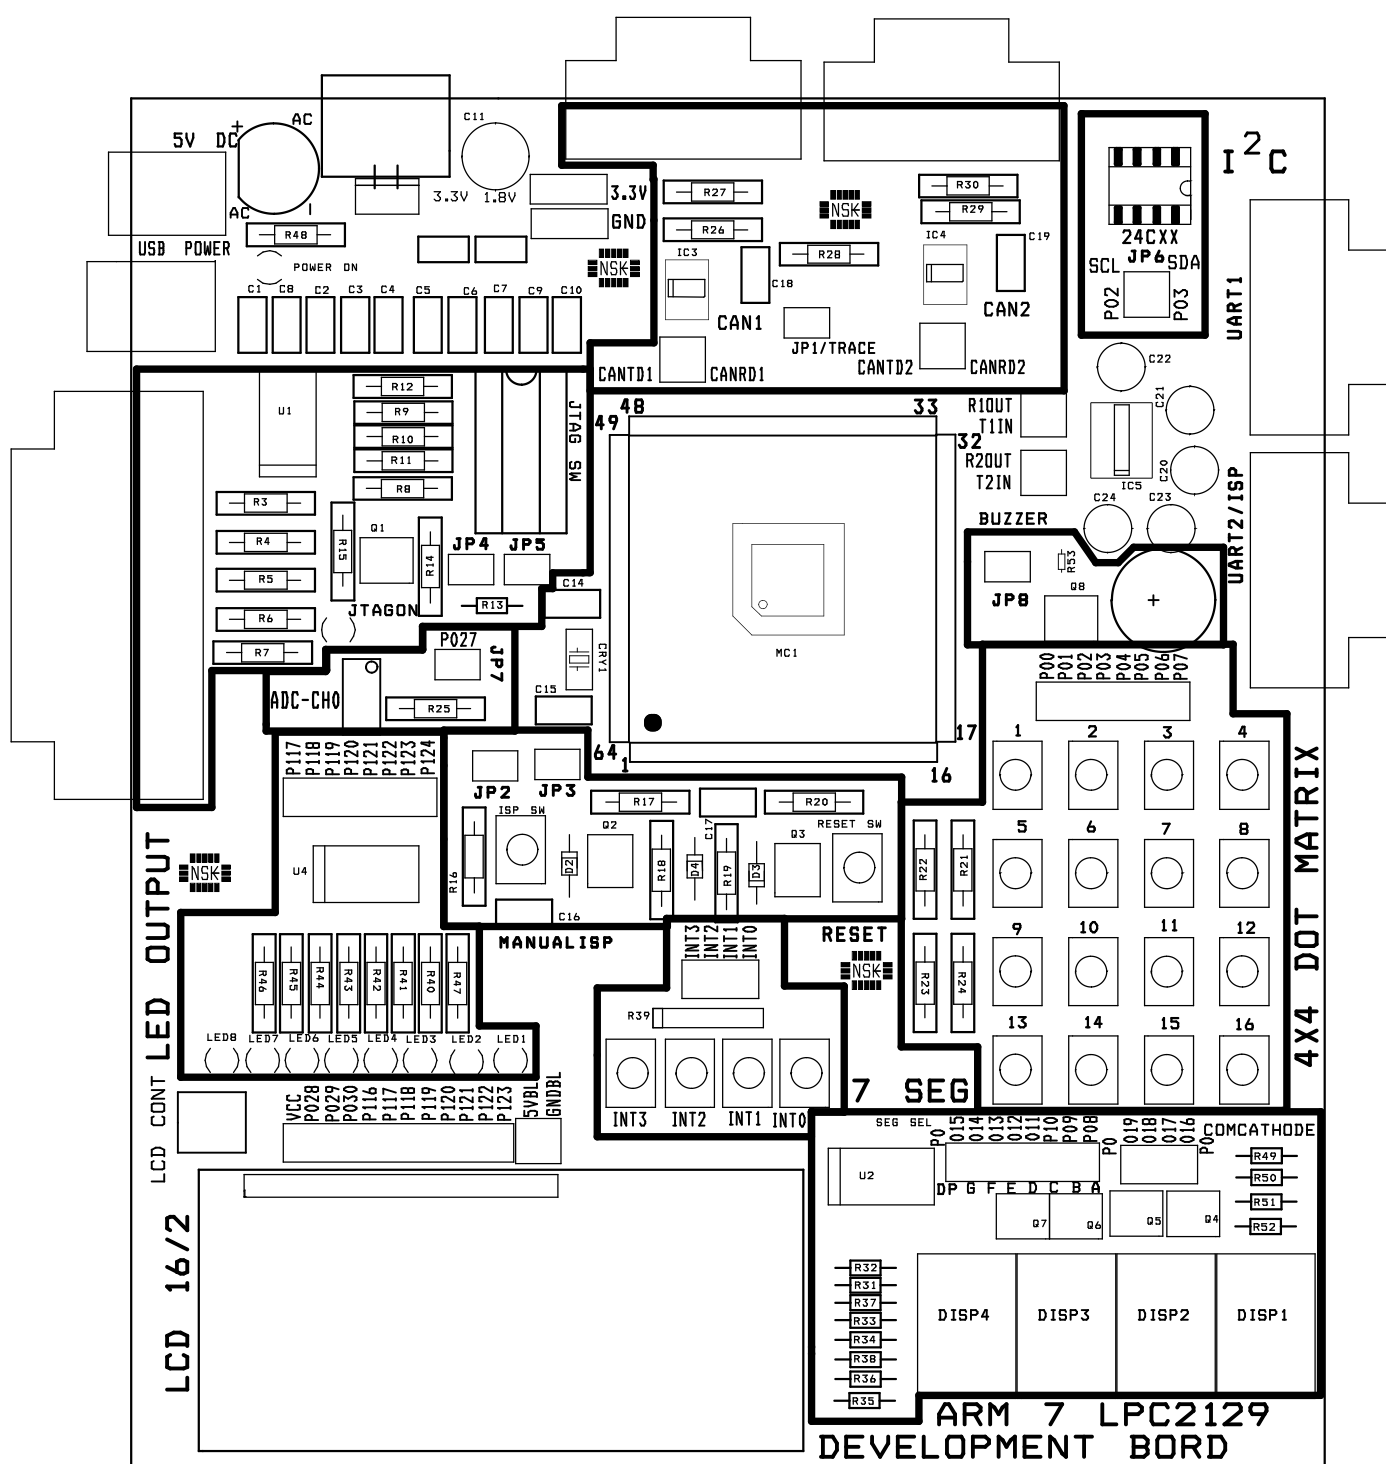 5V DC
+
AC
AC
USB POWER
R48
POWER ON
C11
3.3V 1.8V
3.3V
GND
NSK
C1 C8 C2 C3 C4 C5 C6 C7 C9 C10
R27
R26
IC3
C18
CAN1
CANTD1
CANRD1
NSK
R28
JP1/TRACE
R30
R29
IC4
C19
CAN2
CANTD2
CANRD2
I2C
24CXX
JP6
SCL
SDA
P02
P03
UART1
C22
C21
R1OUT
T1IN
R2OUT
T2IN
IC5
C20
C24
C23
UART2/ISP
BUZZER
JP8
R53
Q8
+
U1
R12
R9
R10
R11
R8
JTAG SW
R3
R4
R5
R6
R7
R15
Q1
R14
JP4
JP5
R13
JTAGON
C14
CRY1
C15
P027
JP7
ADC-CH0
R25
48
33
49
32
MC1
64
1
17
16
P00
P01
P02
P03
P04
P05
P06
P07
1 2 3 4
5 6 7 8
9 10 11 12
13 14 15 16
4X4 DOT MATRIX
R22
R21
R23
R24
P117
P118
P119
P120
P121
P122
P123
P124
U4
JP2
JP3
ISP SW
R16
D2
Q2
R17
R18
D4
C17
R19
D3
R20
Q3
RESET SW
C16
MANUALISP
RESET
NSK
NSK
LED OUTPUT
R46
R45
R44
R43
R42
R41
R40
R47
LED8 LED7 LED6 LED5 LED4 LED3 LED2 LED1
INT3
INT2
INT1
INT0
R39
INT3 INT2 INT1 INT0
LCD CONT
VCC
P028
P029
P030
P116
P117
P118
P119
P120
P121
P122
P123
5VBL
GNDBL
LCD 16/2
7 SEG
SEG SEL
U2
P0
015
014
013
012
011
P10
P09
P08
P0
019
018
017
016
P0
COMCATHODE
DP G F E D C B A
Q7
Q6
Q5
Q4
R49
R50
R51
R52
R32
R31
R37
R33
R34
R38
R36
R35
DISP4 DISP3 DISP2 DISP1
ARM 7 LPC2129
DEVELOPMENT BORD